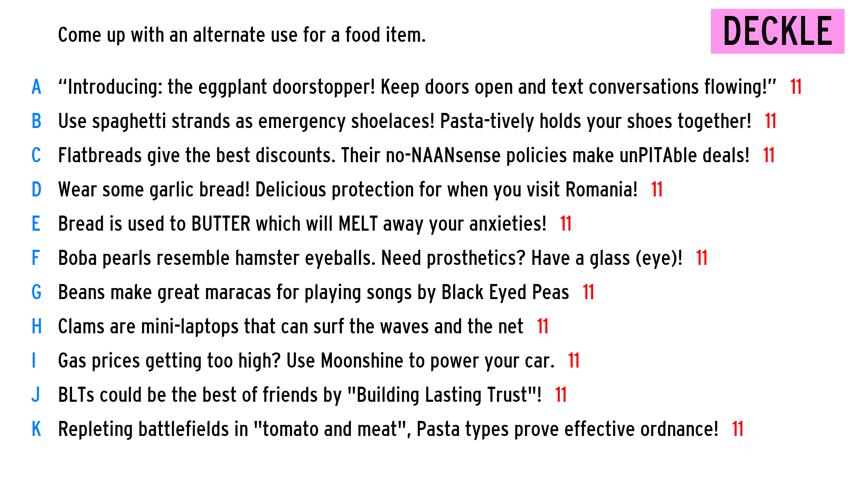 Come up with an alternate use for a food item.
DECKLE
A “Introducing: the eggplant doorstopper! Keep doors open and text conversations flowing!” 11
B Use spaghetti strands as emergency shoelaces! Pasta-tively holds your shoes together! 11
C Flatbreads give the best discounts. Their no-NAANsense policies make unPITAble deals! 11
D Wear some garlic bread! Delicious protection for when you visit Romania! 11
E Bread is used to BUTTER which will MELT away your anxieties! 11
F Boba pearls resemble hamster eyeballs. Need prosthetics? Have a glass (eye)! 11
G Beans make great maracas for playing songs by Black Eyed Peas 11
H Clams are mini-laptops that can surf the waves and the net 11
I Gas prices getting too high? Use Moonshine to power your car. 11
J BLTs could be the best of friends by "Building Lasting Trust"! 11
K Repleting battlefields in "tomato and meat", Pasta types prove effective ordnance! 11